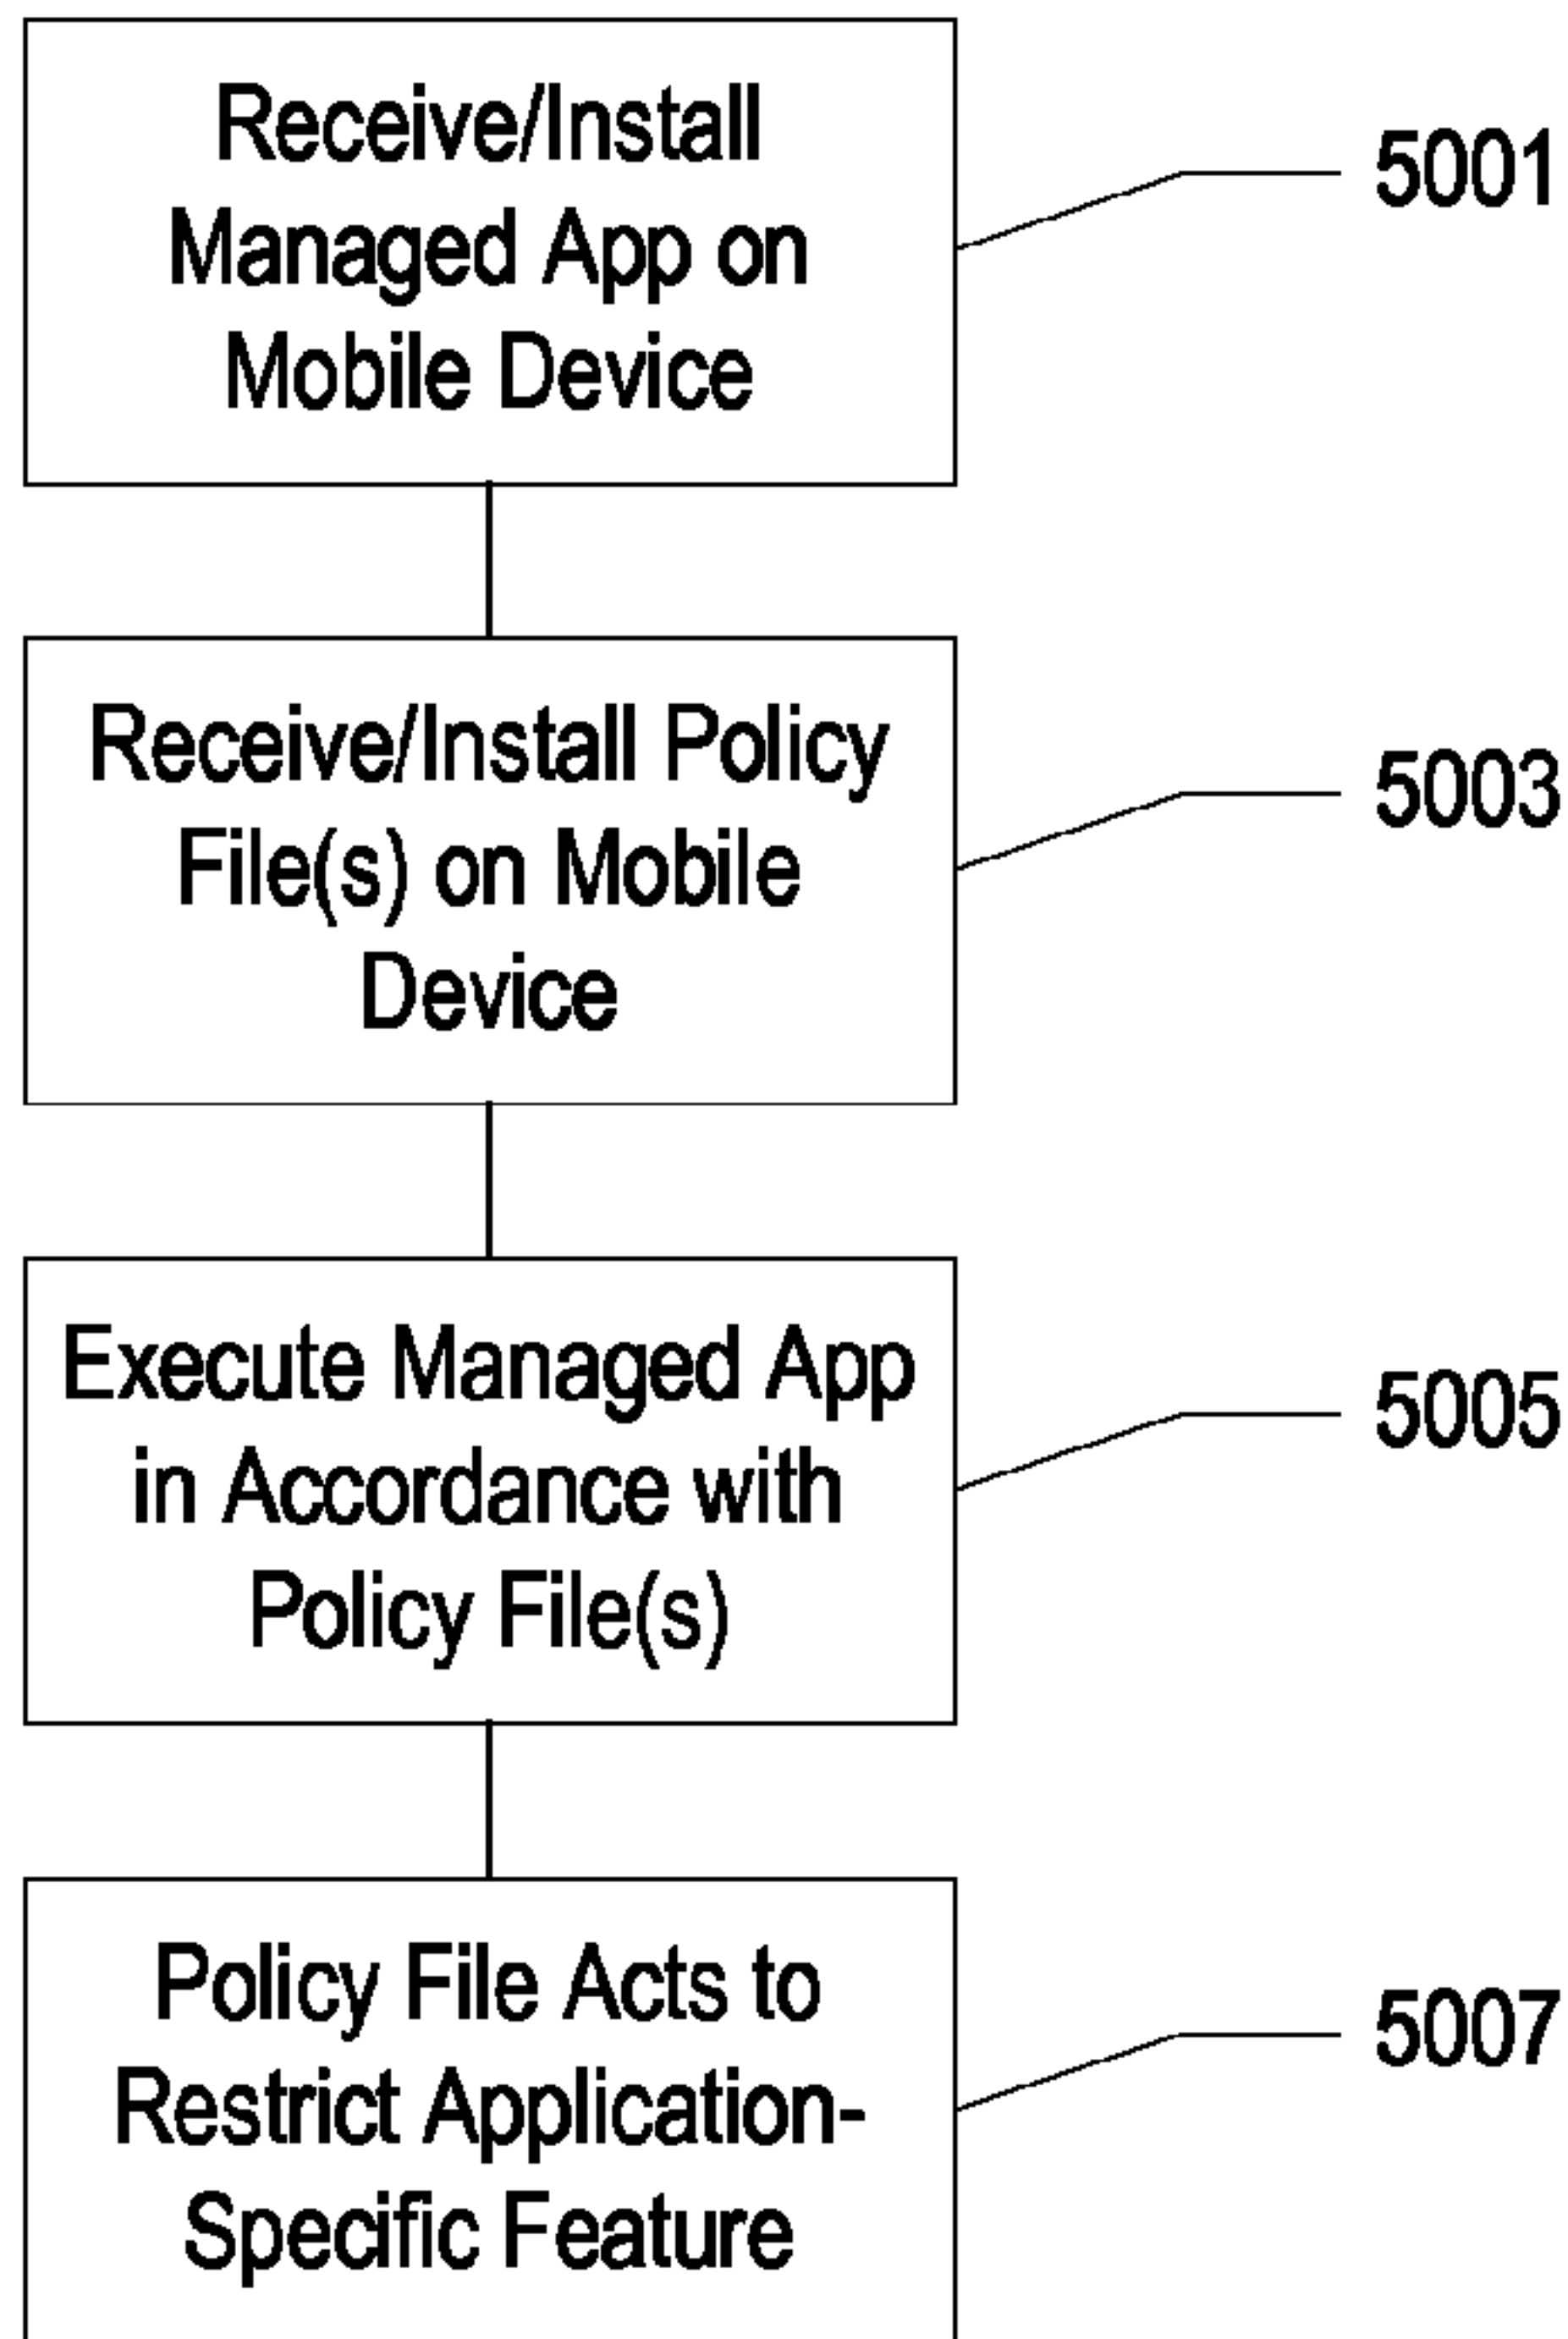 Receive/Install
Managed App on
Mobile Device
5001
Receive/Install Policy
File(s) on Mobile
Device
5003
Execute Managed App
in Accordance with
Policy File(s)
5005
Policy File Acts to
Restrict Application-
Specific Feature
5007